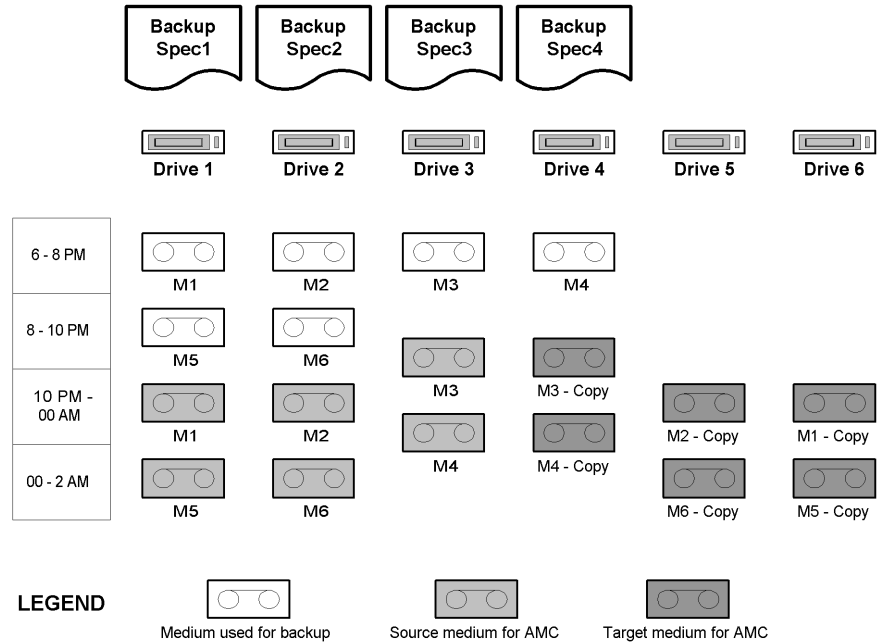 Backup
Spec1
Backup
Spec2
Backup
Spec3
Backup
Spec4
Drive 1
Drive 2
Drive 3
Drive 4
Drive 5
Drive 6
6 - 8 PM
M1
M2
M3
M4
8 - 10 PM
M5
M6
M3
M3 - Copy
10 PM -
00 AM
M1
M2
M2 - Copy
M1 - Copy
M4
M4 - Copy
00 - 2 AM
M5
M6
M6 - Copy
M5 - Copy
LEGEND
Medium used for backup
Source medium for AMC
Target medium for AMC